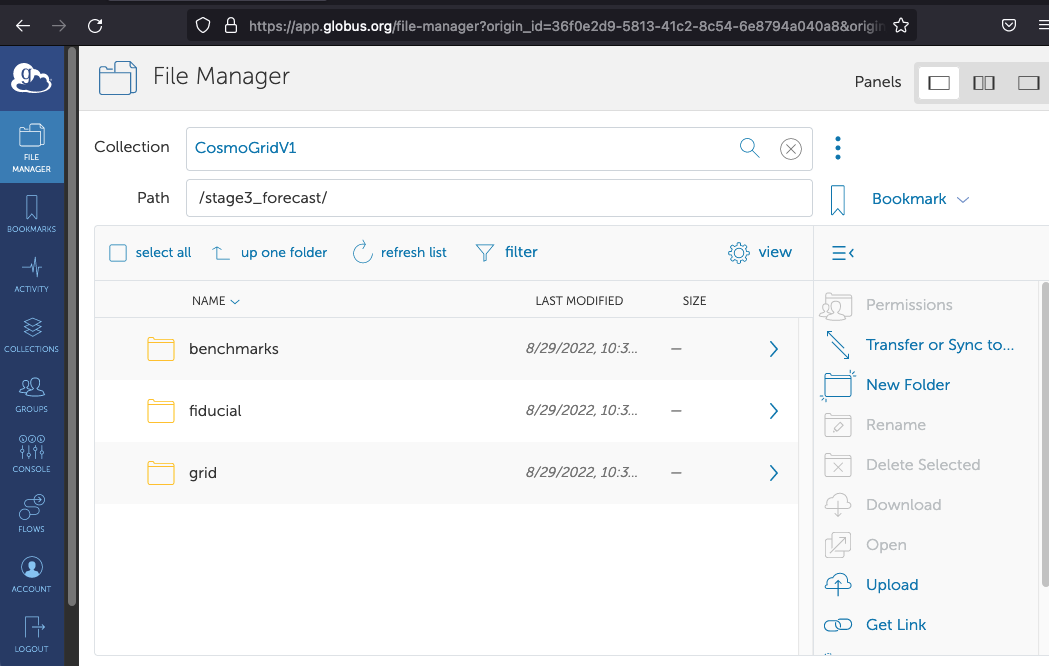 https://app.globus.org/file-manager?origin_id=36f0e2d9-5813-41c2-8c54-6e8794a040a8&origin
g
File Manager
Panels
FILE
MANAGER
BOOKMARKS
ACTIVITY
COLLECTIONS
GROUPS
CONSOLE
FLOWS
ACCOUNT
LOGOUT
Collection
CosmoGridV1
Path
/stage3_forecast/
Bookmark
select all
up one folder
refresh list
filter
view
NAME
LAST MODIFIED
SIZE
benchmarks
8/29/2022, 10:3...
—
fiducial
8/29/2022, 10:3...
—
grid
8/29/2022, 10:3...
—
Permissions
Transfer or Sync to...
New Folder
Rename
Delete Selected
Download
Open
Upload
Get Link